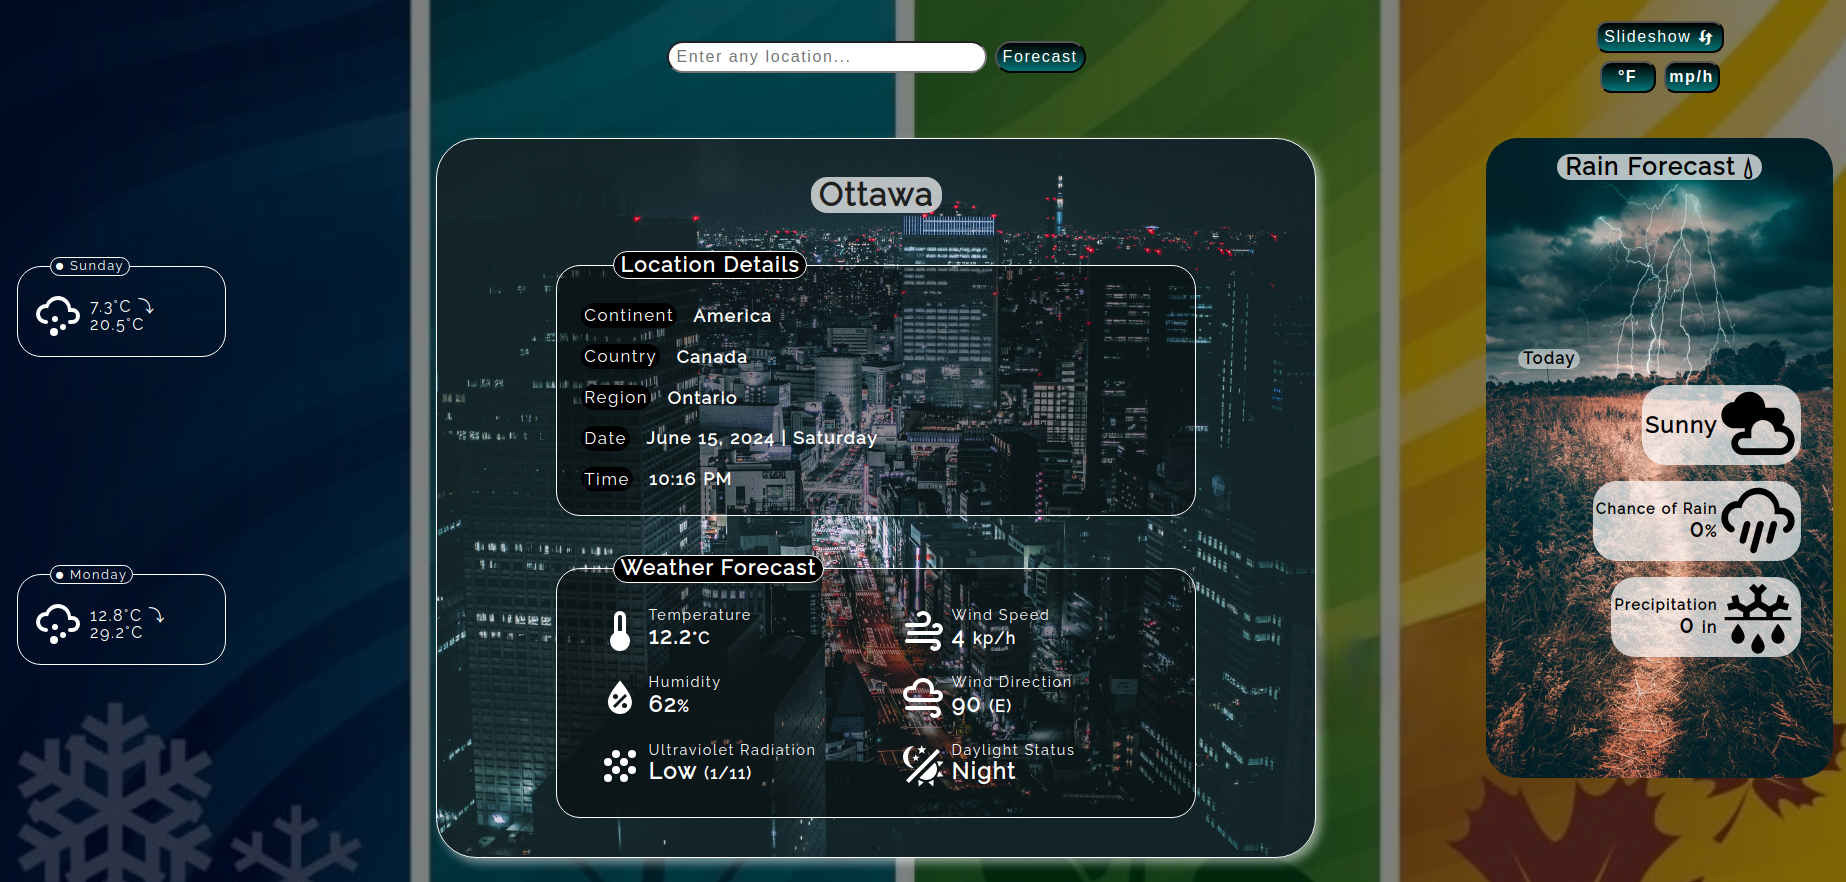 Enter any location...
Forecast
Slideshow
°F
mp/h
Sunday
7.3°C
20.5°C
Monday
12.8°C
29.2°C
Ottawa
Location Details
Continent America
Country Canada
Region Ontario
Date June 15, 2024 | Saturday
Time 10:16 PM
Weather Forecast
Temperature
12.2°C
Wind Speed
4 kp/h
Humidity
62%
Wind Direction
90 (E)
Ultraviolet Radiation
Low (1/11)
Daylight Status
Night
Rain Forecast
Today
Sunny
Chance of Rain
0%
Precipitation
0 in